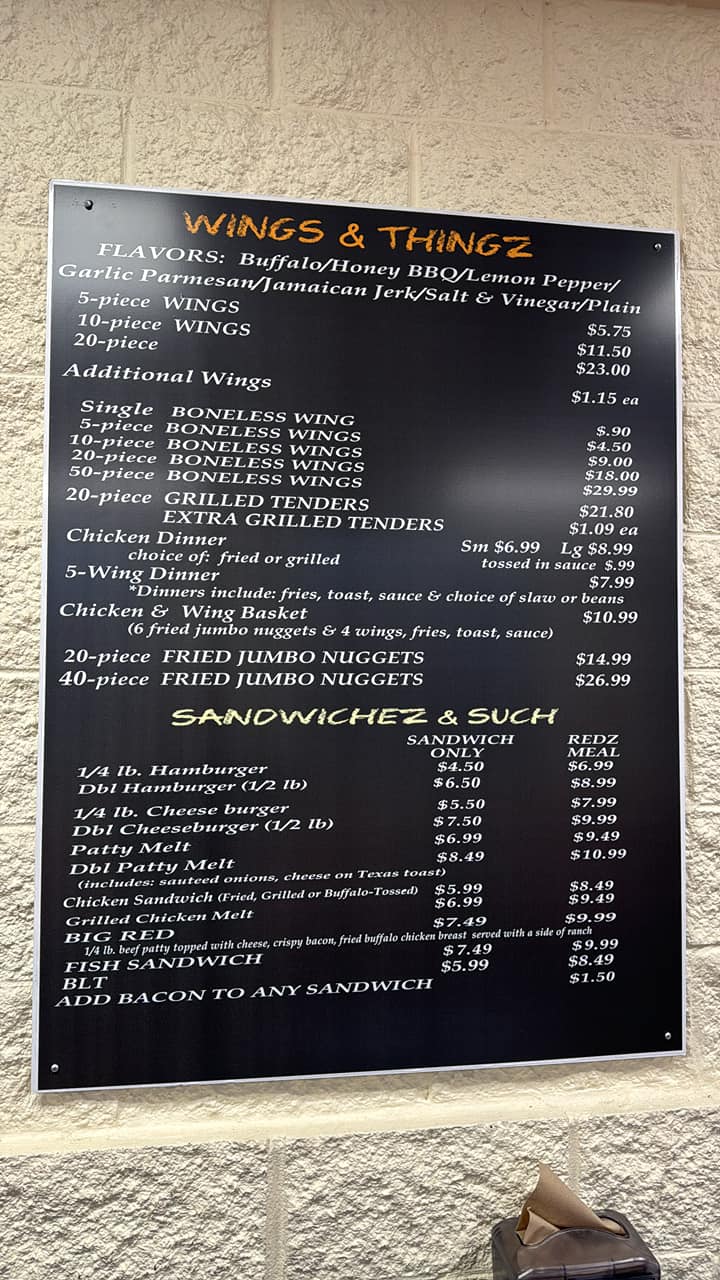 WINGS & THINGZ
FLAVORS: Buffalo/Honey BBQ/Lemon Pepper/
Garlic Parmesan/Jamaican Jerk/Salt & Vinegar/Plain
5-piece WINGS $5.75
10-piece WINGS $11.50
20-piece $23.00
Additional Wings $1.15 ea
Single BONELESS WING $.90
5-piece BONELESS WINGS $4.50
10-piece BONELESS WINGS $9.00
20-piece BONELESS WINGS $18.00
50-piece BONELESS WINGS $29.99
20-piece GRILLED TENDERS $21.80
EXTRA GRILLED TENDERS $1.09 ea
Chicken Dinner Sm $6.99 Lg $8.99
choice of: fried or grilled tossed in sauce $.99
5-Wing Dinner $7.99
*Dinners include: fries, toast, sauce & choice of slaw or beans
Chicken & Wing Basket $10.99
(6 fried jumbo nuggets & 4 wings, fries, toast, sauce)
20-piece FRIED JUMBO NUGGETS $14.99
40-piece FRIED JUMBO NUGGETS $26.99
SANDWICHEZ & SUCH
SANDWICH REDZ
ONLY MEAL
1/4 lb. Hamburger $4.50 $6.99
Dbl Hamburger (1/2 lb) $6.50 $8.99
1/4 lb. Cheese burger $5.50 $7.99
Dbl Cheeseburger (1/2 lb) $7.50 $9.99
Patty Melt $6.99 $9.49
Dbl Patty Melt $8.49 $10.99
(includes: sauteed onions, cheese on Texas toast)
Chicken Sandwich (Fried, Grilled or Buffalo-Tossed) $5.99 $8.49
Grilled Chicken Melt $6.99 $9.49
BIG RED $7.49 $9.99
1/4 lb. beef patty topped with cheese, crispy bacon, fried buffalo chicken breast served with a side of ranch
FISH SANDWICH $7.49 $9.99
BLT $5.99 $8.49
ADD BACON TO ANY SANDWICH $1.50